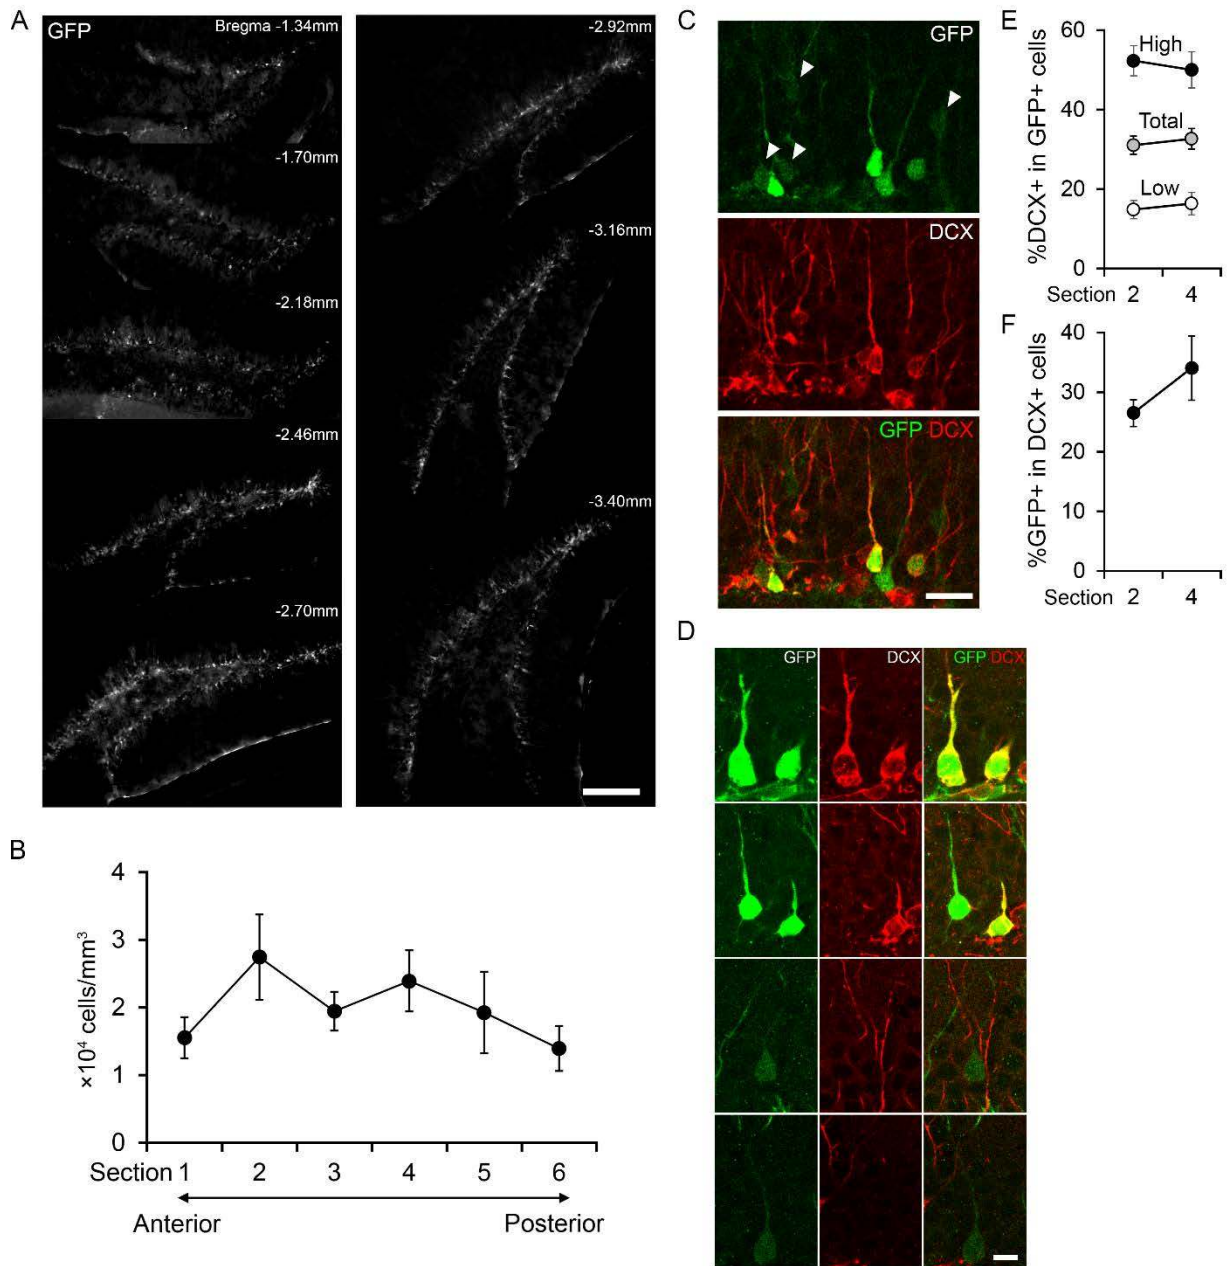 A
GFP
Bregma -1.34mm
-1.70mm
-2.18mm
-2.46mm
-2.70mm
-2.92mm
-3.16mm
-3.40mm
B
×10⁴ cells/mm³
4
3
2
1
0
Section 1 2 3 4 5 6
Anterior Posterior
C
GFP
DCX
GFP DCX
D
GFP DCX GFP DCX
E
%DCX+ in GFP+ cells
60
40
20
0
High
Total
Low
Section 2 4
F
%GFP+ in DCX+ cells
40
30
20
10
0
Section 2 4